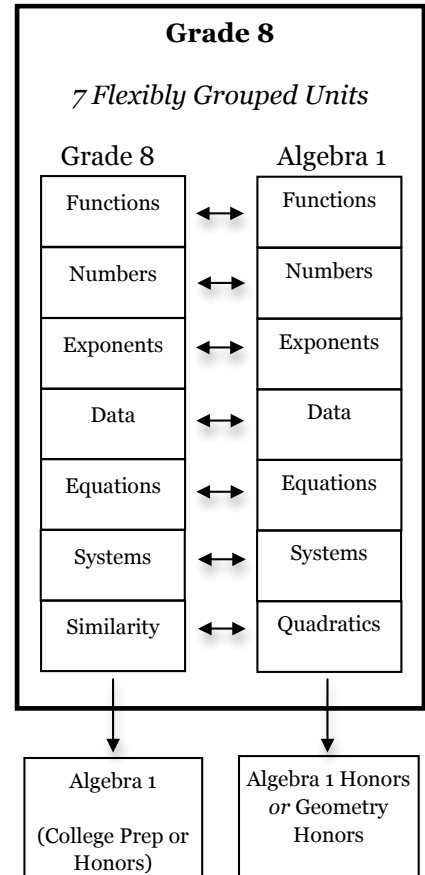 Grade 8
7 Flexibly Grouped Units
Grade 8
Algebra 1
Functions
Functions
Numbers
Numbers
Exponents
Exponents
Data
Data
Equations
Equations
Systems
Systems
Similarity
Quadratics
Algebra 1
(College Prep or
Honors)
Algebra 1 Honors
or Geometry
Honors